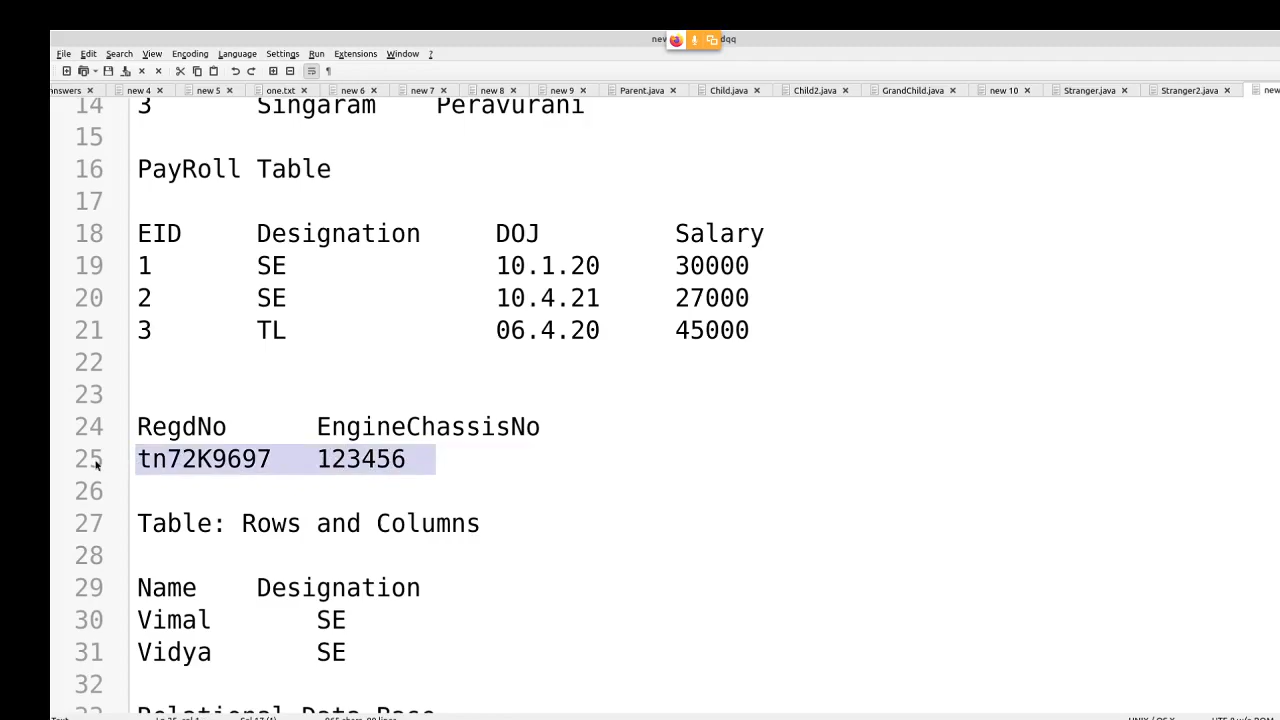 File Edit Search View Encoding Language Settings Run Extensions Window ?
new 4 new 5 one.txt new 6 new 7 new 8 new 9 Parent.java Child.java Child2.java GrandChild.java new 10 Stranger.java Stranger2.java new
14 3 Singaram Peravurani
15
16 PayRoll Table
17
18 EID Designation DOJ Salary
19 1 SE 10.1.20 30000
20 2 SE 10.4.21 27000
21 3 TL 06.4.20 45000
22
23
24 RegdNo EngineChassisNo
25 tn72K9697 123456
26
27 Table: Rows and Columns
28
29 Name Designation
30 Vimal SE
31 Vidya SE
32
33 Relational Data Base